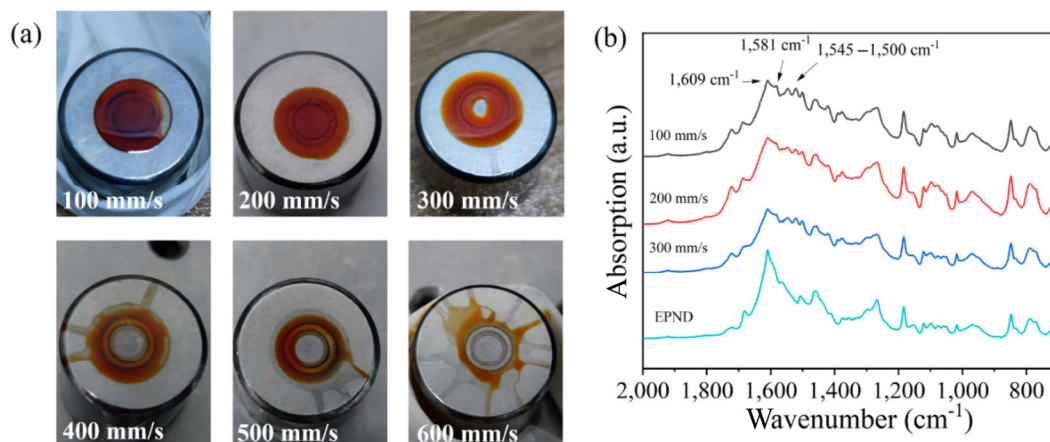 (a)
100 mm/s
200 mm/s
300 mm/s
400 mm/s
500 mm/s
600 mm/s
(b)
1,581 cm⁻¹
1,545 –1,500 cm⁻¹
1,609 cm⁻¹
100 mm/s
200 mm/s
300 mm/s
EPND
Absorption (a.u.)
2,000 1,800 1,600 1,400 1,200 1,000 800
Wavenumber (cm⁻¹)